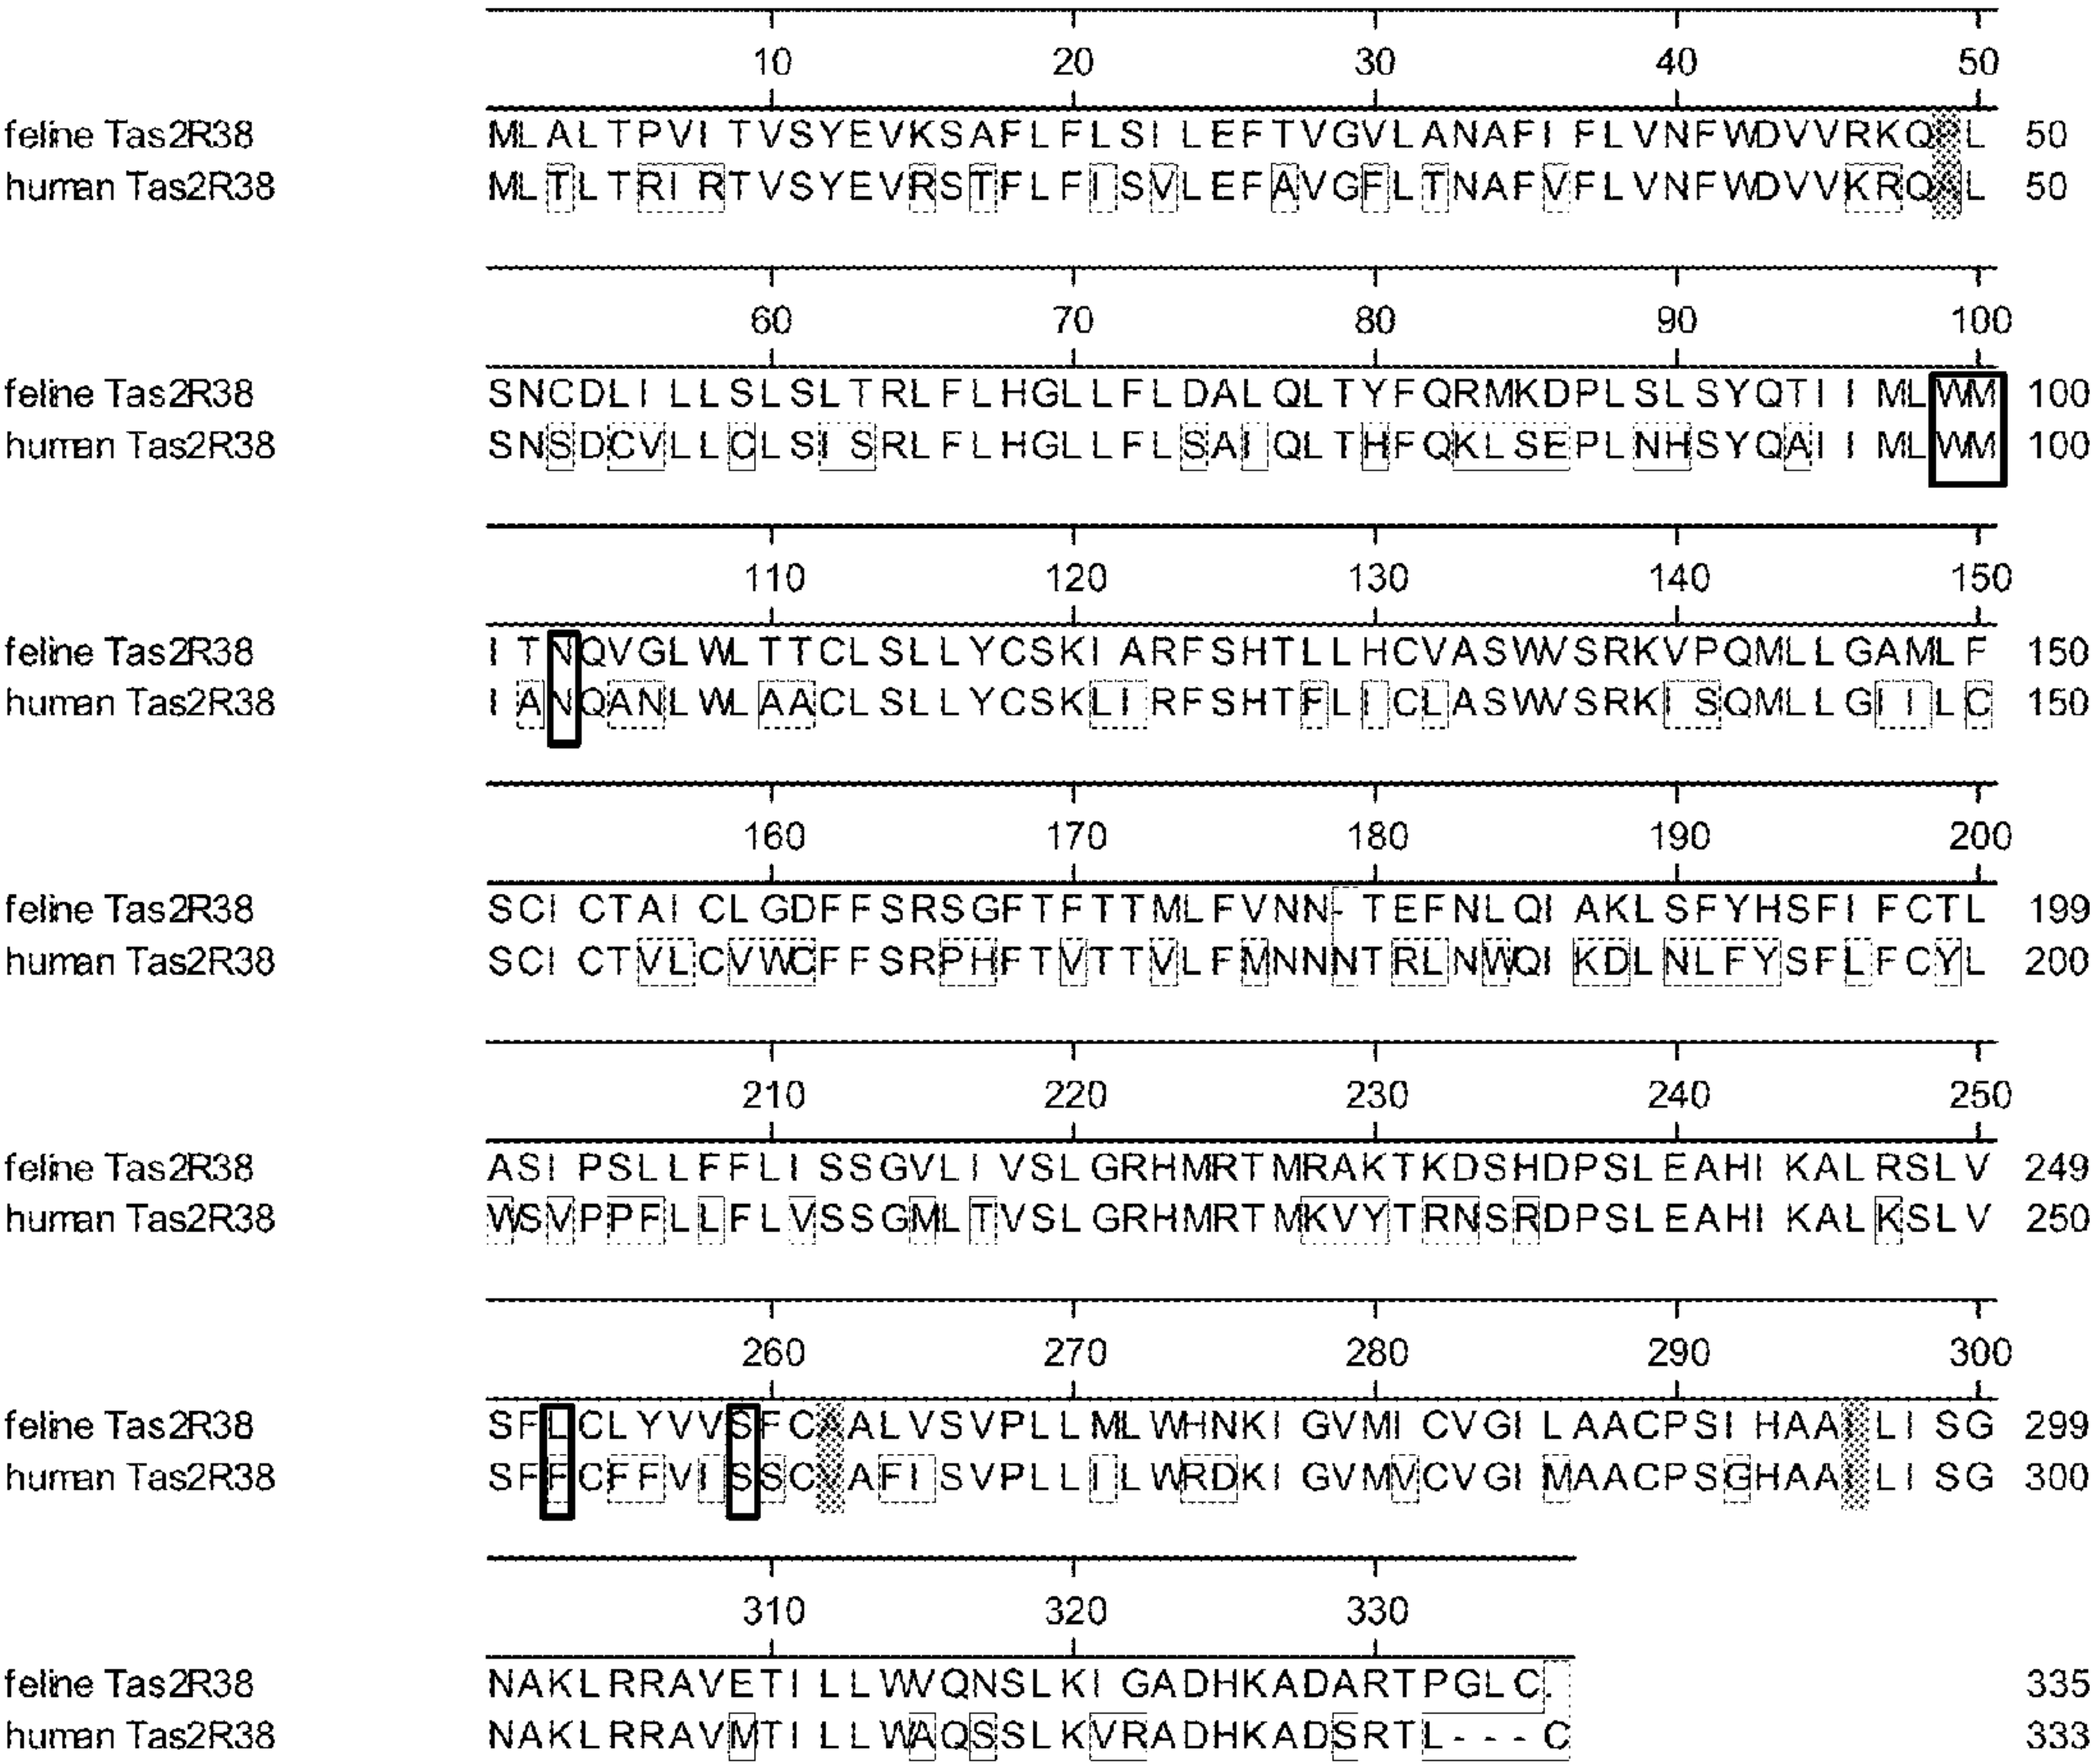 10 20 30 40 50
feline Tas2R38 MLALTPVITVSYEVKSAFLFLSILEFTVGVLANAFIFLVNFWDVVRKQ L 50
human Tas2R38 MLTLTRIRTVSYEVRSTFLFISVLEFAVGFLTNAFVFLVNFWDVVKRQ L 50
60 70 80 90 100
feline Tas2R38 SNCDLILLSLSLTRLFLHGLLFLDALQLTYFQRMKDPLSLSYQTIIMLWM 100
human Tas2R38 SNSDCVLLCLSISRLFLHGLLFLSAIQLTHFQKLSEPLNHSYQAIIMLWM 100
110 120 130 140 150
feline Tas2R38 ITNQVGLWLTTCLSLLYCSKIARFSHTLLHCVASWVSRKVPQMLLGAMLF 150
human Tas2R38 IANQANLWLAACLSLLYCSKLIRFSHTFLICLASWVSRKISQMLLGIILC 150
160 170 180 190 200
feline Tas2R38 SCICTAICLGDFFSRSGFTFTTMLFVNN-TEFNLQIAKLSFYHSFIFCTL 199
human Tas2R38 SCICTVLCVWCFFSRPHFTVTTVLFMNNNTRLNWQIKDLNLFYSFLFCYL 200
210 220 230 240 250
feline Tas2R38 ASIPSLLFFLISSGVLIVSLGRHMRTMRAKTKDSHDPSLEAHIKALRSLV 249
human Tas2R38 WSVPPFLLFLVSSGMLTVSLGRHMRTMKVYTRNSRDPSLEAHIKALKSLV 250
260 270 280 290 300
feline Tas2R38 SFLCLYVVSFC ALVSVPLLMLWHNKIGVMICVGILAACPSIHAA LISG 299
human Tas2R38 SFFCFFVISSC AFISVPLLILWRDKIGVMVCVGIMAACPSGHAA LISG 300
310 320 330
feline Tas2R38 NAKLRRAVETILLWVQNSLKIGADHKADARTPGLC. 335
human Tas2R38 NAKLRRAVMTILLWAQSSLKVRADHKADSRTL---C 333